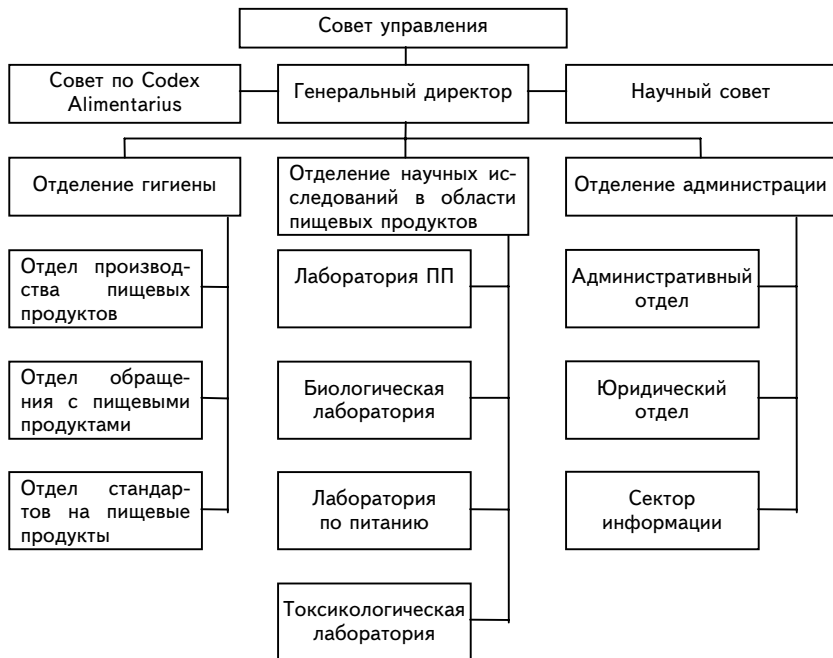 Совет управления
Совет по Codex
Alimentarius
Генеральный директор
Научный совет
Отделение гигиены
Отделение научных ис-
следований в области
пищевых продуктов
Отделение администрации
Отдел производ-
ства пищевых
продуктов
Лаборатория ПП
Административный
отдел
Отдел обраще-
ния с пищевыми
продуктами
Биологическая
лаборатория
Юридический
отдел
Отдел стандар-
тов на пищевые
продукты
Лаборатория
по питанию
Сектор
информации
Токсикологическая
лаборатория